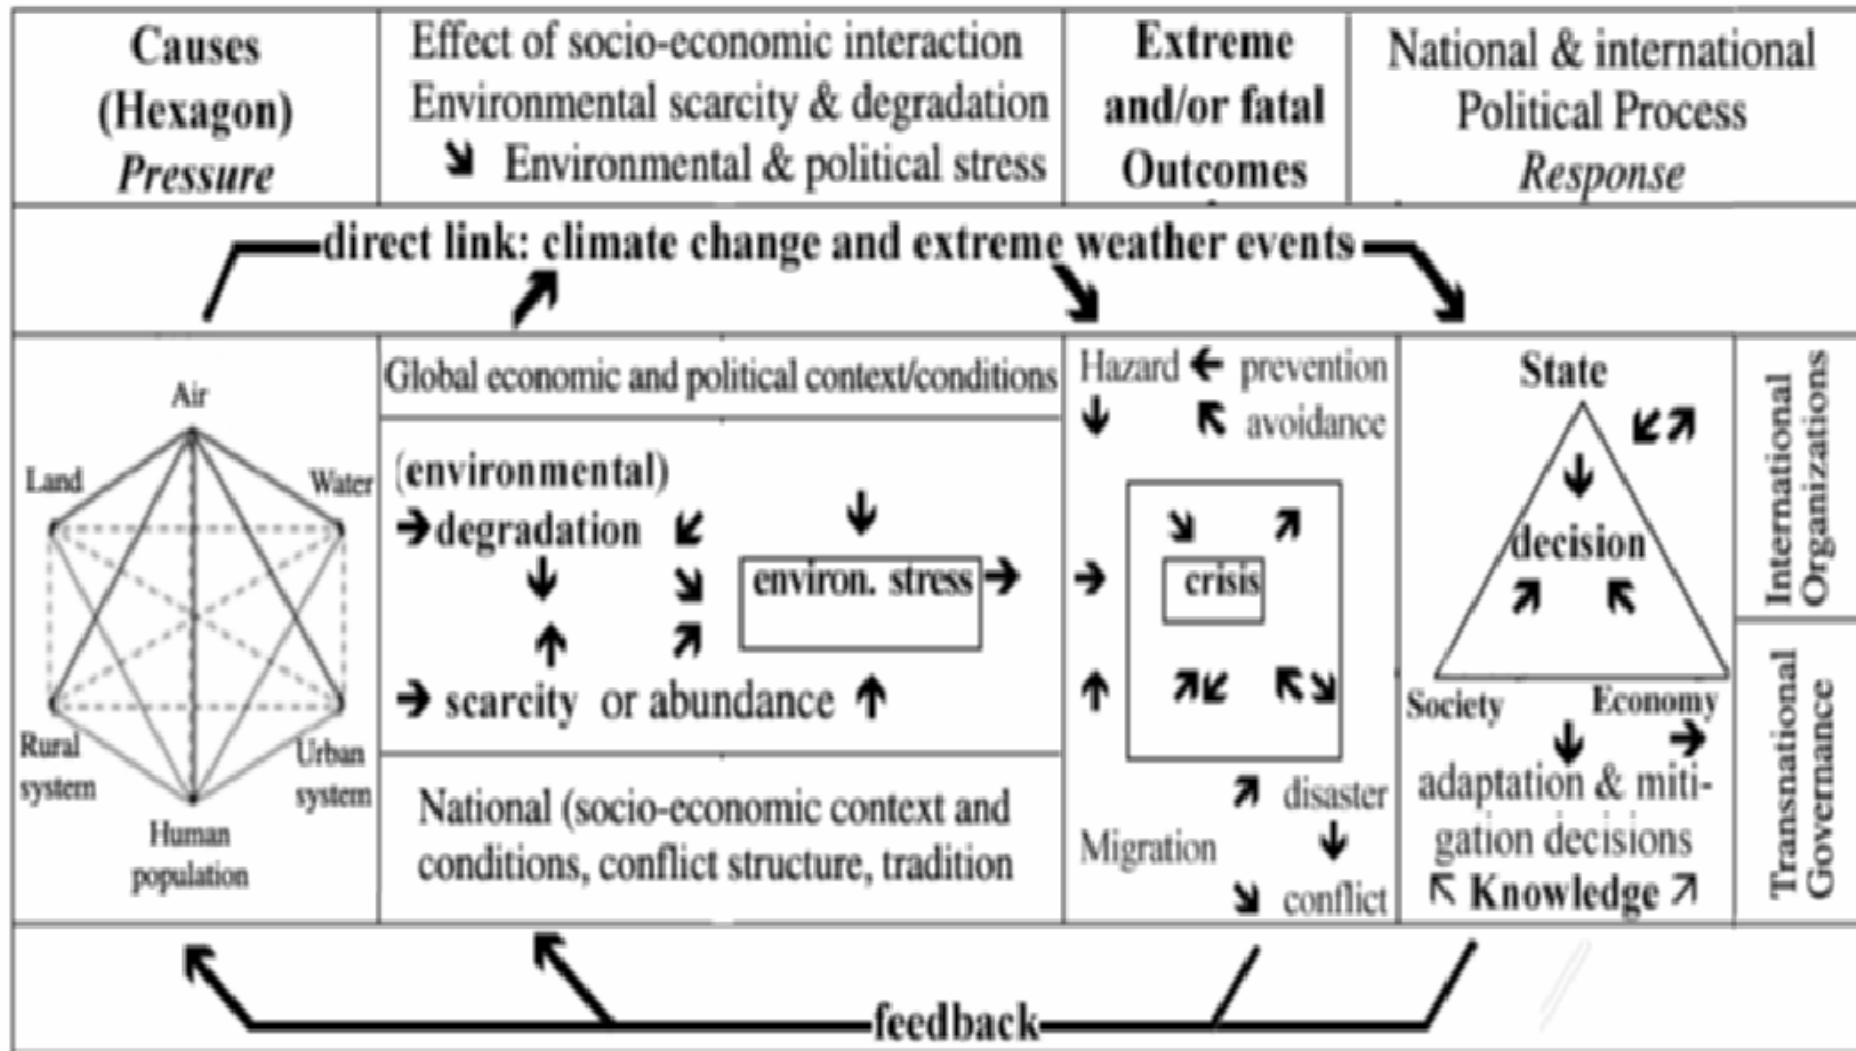 Causes
(Hexagon)
Pressure
Effect of socio-economic interaction
Environmental scarcity & degradation
Environmental & political stress
Extreme
and/or fatal
Outcomes
National & international
Political Process
Response
direct link: climate change and extreme weather events
Air
Land
Water
Rural
system
Urban
system
Human
population
Global economic and political context/conditions
(environmental)
degradation
environ. stress
scarcity or abundance
National (socio-economic context and
conditions, conflict structure, tradition
Hazard prevention
avoidance
crisis
disaster
Migration
conflict
State
decision
Society Economy
adaptation & miti-
gation decisions
Knowledge
International
Organizations
Transnational
Governance
feedback